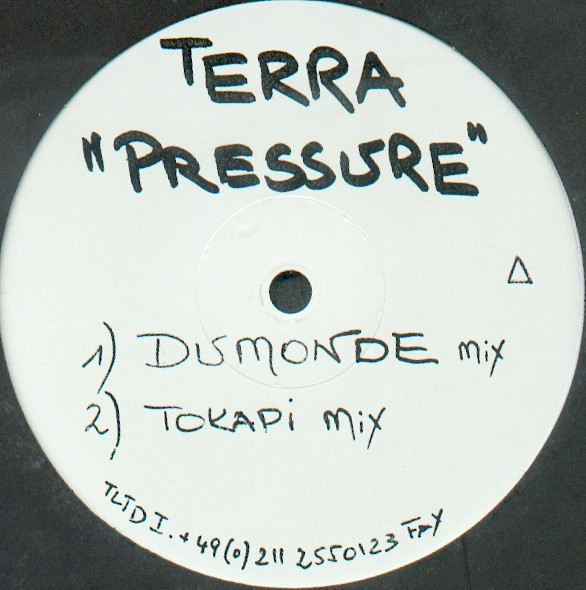 TERRA
"PRESSURE"
Δ
1) DUMONDE mix
2) TOKAPI mix
TLTD I. +49(0)211 2550123 FAX